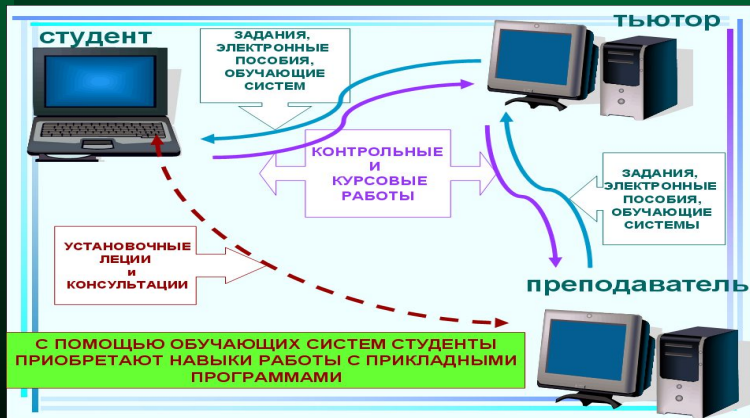 студент
тьютор
ЗАДАНИЯ,
ЭЛЕКТРОННЫЕ
ПОСОБИЯ,
ОБУЧАЮЩИЕ
СИСТЕМ
КОНТРОЛЬНЫЕ
И
КУРСОВЫЕ
РАБОТЫ
ЗАДАНИЯ,
ЭЛЕКТРОННЫЕ
ПОСОБИЯ,
ОБУЧАЮЩИЕ
СИСТЕМЫ
УСТАНОВОЧНЫЕ
ЛЕЦИИ
и
КОНСУЛЬТАЦИИ
преподаватель
С ПОМОЩЬЮ ОБУЧАЮЩИХ СИСТЕМ СТУДЕНТЫ
ПРИОБРЕТАЮТ НАВЫКИ РАБОТЫ С ПРИКЛАДНЫМИ
ПРОГРАММАМИ